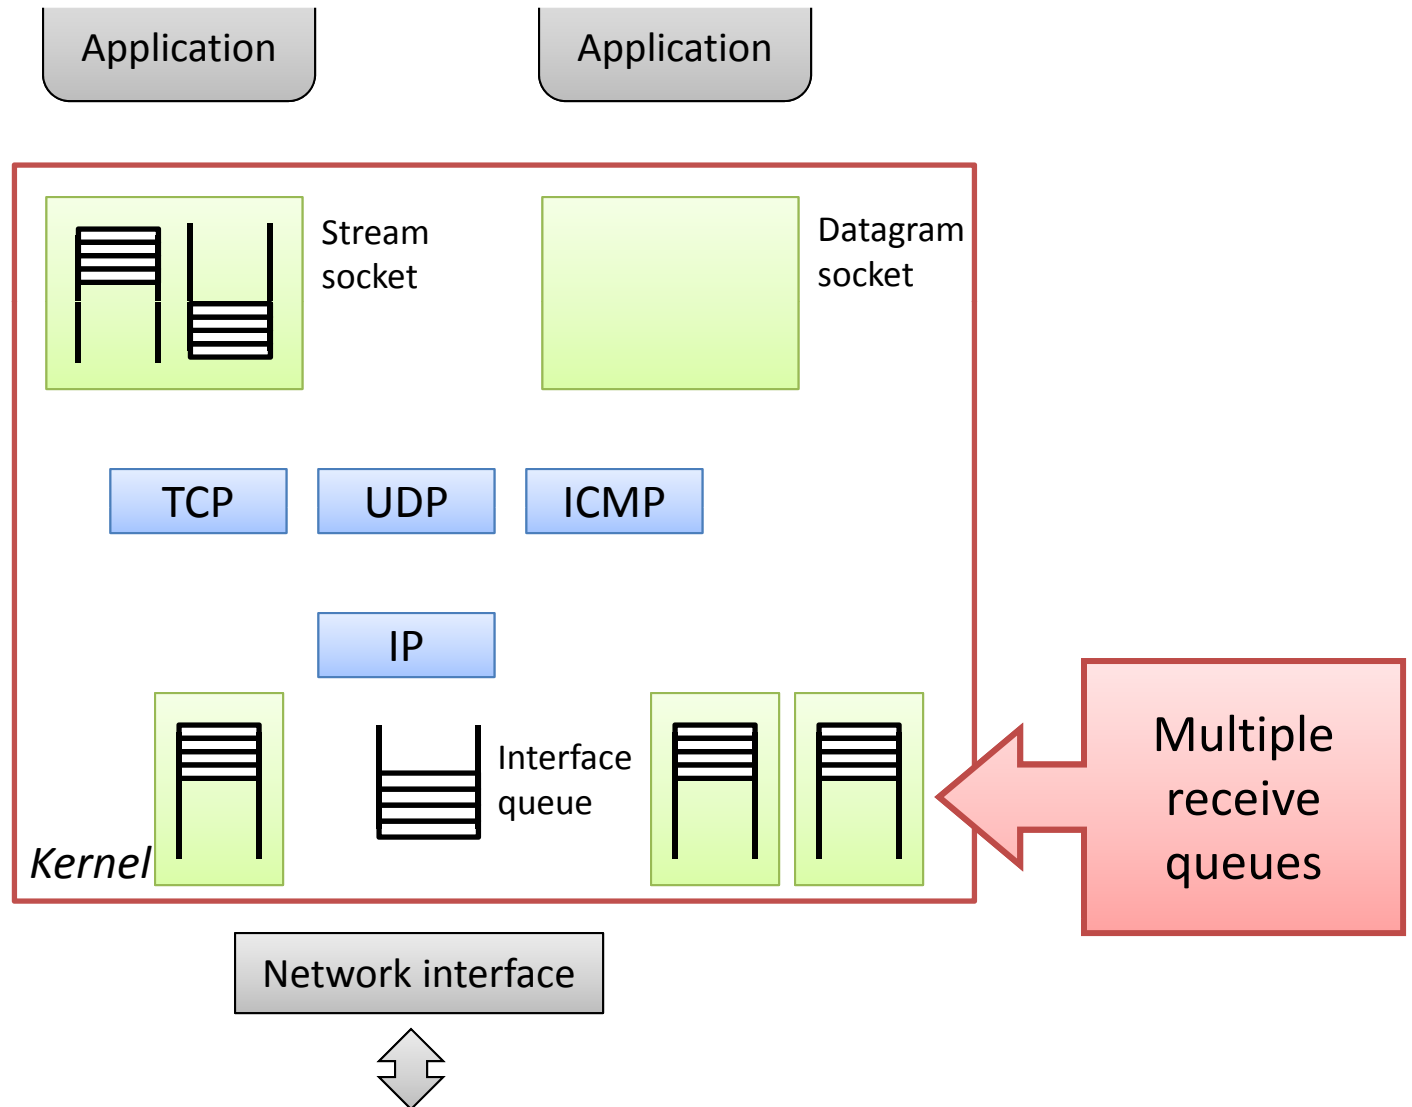 Application
Application
Stream
socket
Datagram
socket
TCP
UDP
ICMP
IP
Interface
queue
Kernel
Multiple
receive
queues
Network interface